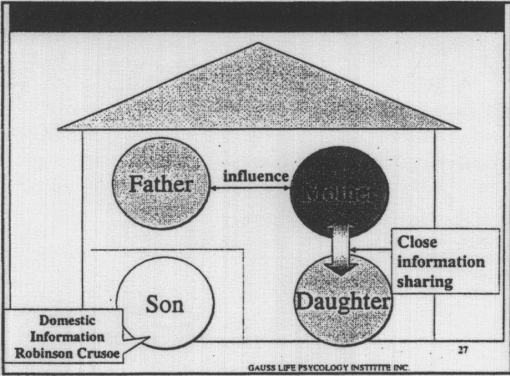 Father
influence
Mother
Close
information
sharing
Son
Daughter
Domestic
Information
Robinson Crusoe
27
GAUSS LIFE PSYCOLOGY INSTITITE INC.